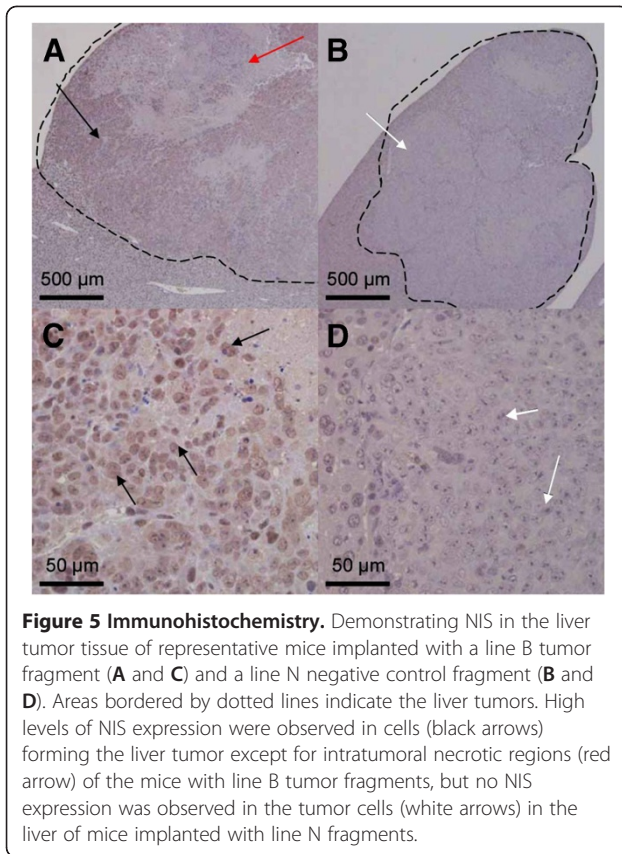 A
B
500 µm
500 µm
C
D
50 µm
50 µm
Figure 5 Immunohistochemistry. Demonstrating NIS in the liver
tumor tissue of representative mice implanted with a line B tumor
fragment (A and C) and a line N negative control fragment (B and
D). Areas bordered by dotted lines indicate the liver tumors. High
levels of NIS expression were observed in cells (black arrows)
forming the liver tumor except for intratumoral necrotic regions (red
arrow) of the mice with line B tumor fragments, but no NIS
expression was observed in the tumor cells (white arrows) in the
liver of mice implanted with line N fragments.